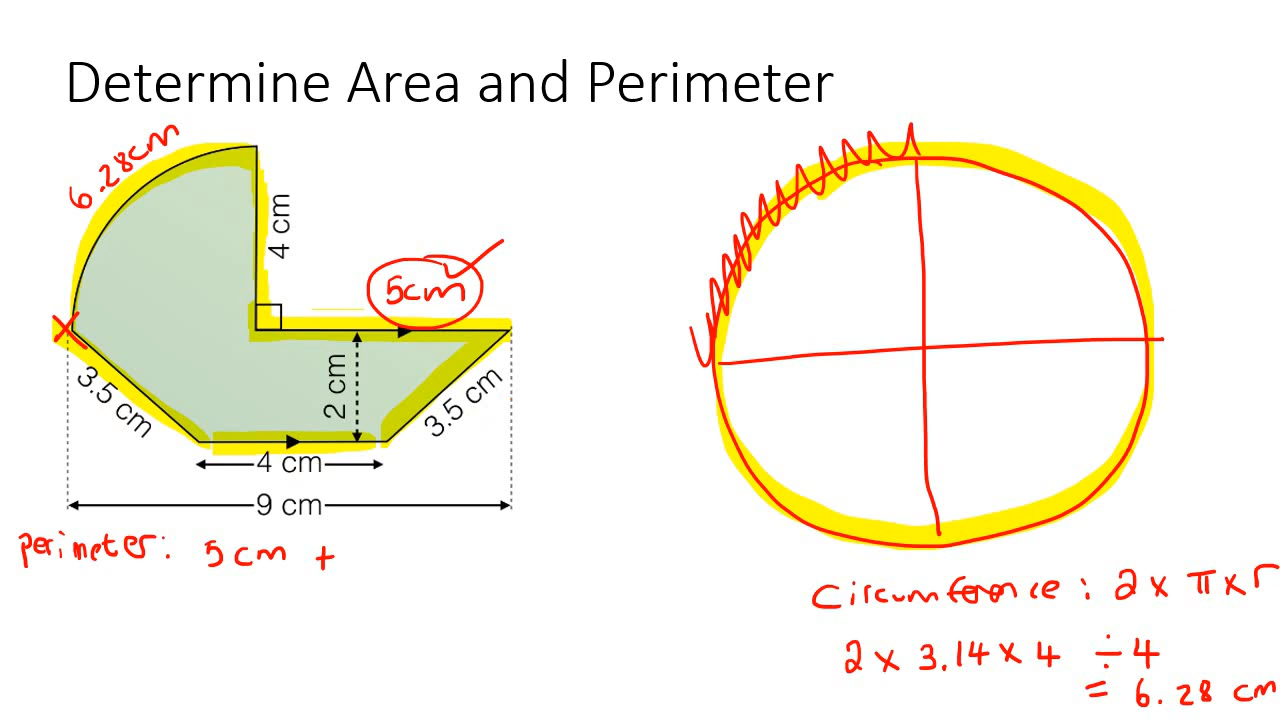 Determine Area and Perimeter
6.28cm
4 cm
5cm
3.5 cm
2 cm
3.5 cm
4 cm
9 cm
perimeter: 5cm +
Circumference: 2 x π x r
2 x 3.14 x 4 ÷ 4
= 6.28 cm